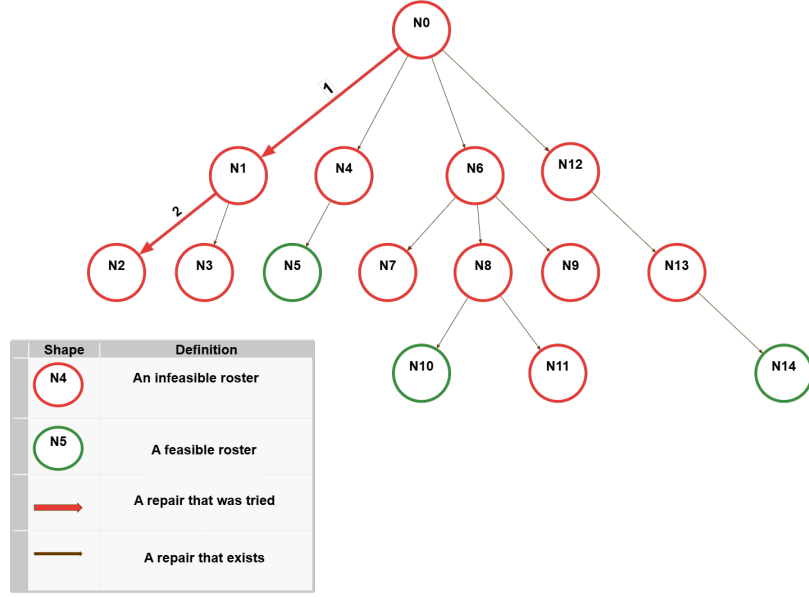 N0
1
N1
N4
N6
N12
2
N2
N3
N5
N7
N8
N9
N13
N10
N11
N14
Shape Definition
N4 An infeasible roster
N5 A feasible roster
A repair that was tried
A repair that exists